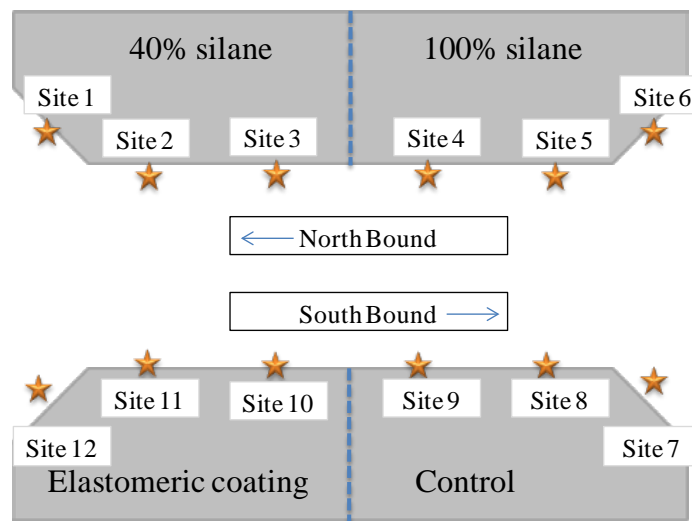 40% silane
100% silane
Site 1
Site 2
Site 3
Site 4
Site 5
Site 6
North Bound
South Bound
Site 11
Site 10
Site 9
Site 8
Site 12
Site 7
Elastomeric coating
Control